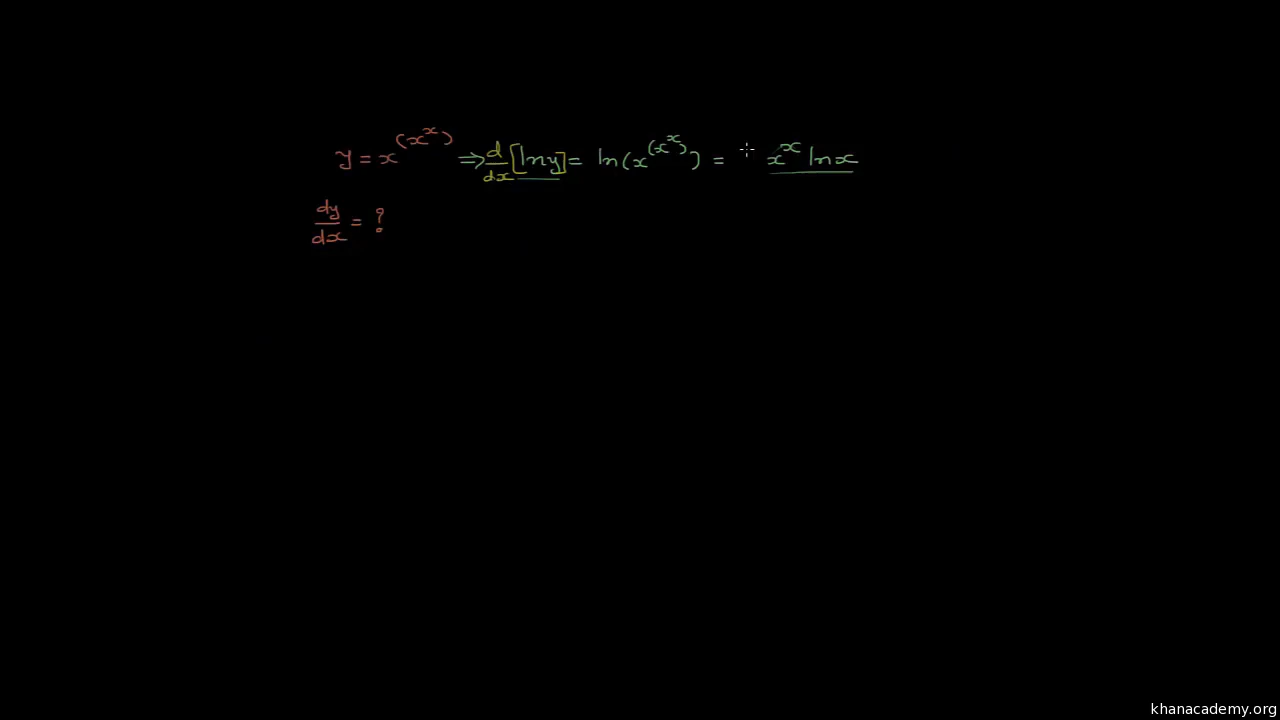 y = x^(x^x) ⇒ d/dx [ln y] = ln(x^(x^x)) = x^x ln x
dy/dx = ?
khanacademy.org